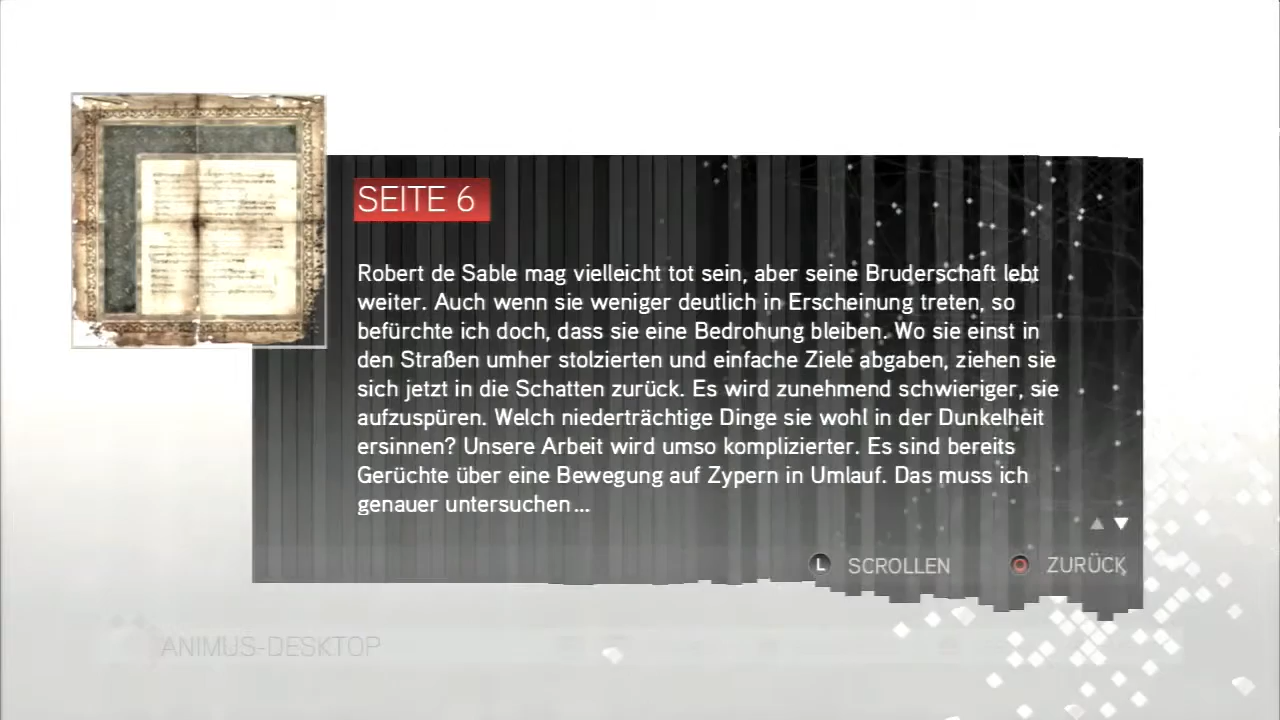 SEITE 6
Robert de Sable mag vielleicht tot sein, aber seine Bruderschaft lebt
weiter. Auch wenn sie weniger deutlich in Erscheinung treten, so
befürchte ich doch, dass sie eine Bedrohung bleiben. Wo sie einst in
den Straßen umher stolzierten und einfache Ziele abgaben, ziehen sie
sich jetzt in die Schatten zurück. Es wird zunehmend schwieriger, sie
aufzuspüren. Welch niederträchtige Dinge sie wohl in der Dunkelheit
ersinnen? Unsere Arbeit wird umso komplizierter. Es sind bereits
Gerüchte über eine Bewegung auf Zypern in Umlauf. Das muss ich
genauer untersuchen...
L SCROLLEN ZURÜCK
ANIMUS-DESKTOP